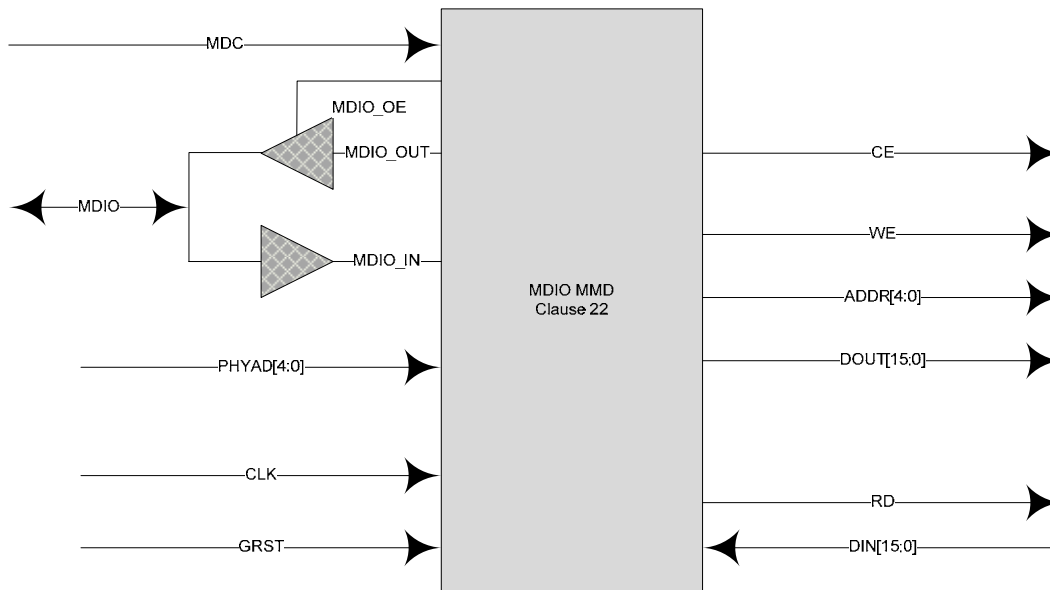 MDC
MDIO_OE
MDIO_OUT
MDIO
MDIO_IN
PHYAD[4:0]
CLK
GRST
MDIO MMD
Clause 22
CE
WE
ADDR[4:0]
DOUT[15;0]
RD
DIN[15;0]